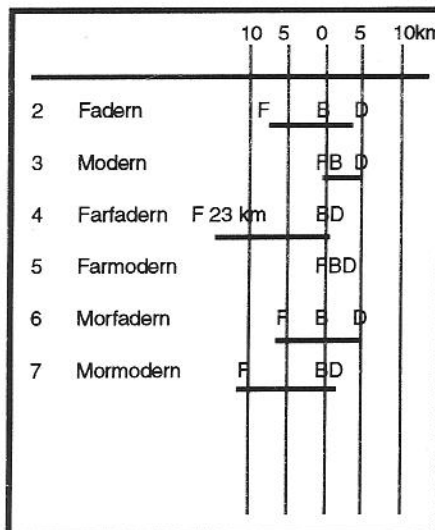 10 5 0 5 10km
2 Fadern F B D
3 Modern FB D
4 Farfadern F 23 km BD
5 Farmodern FBD
6 Morfadern F B D
7 Mormodern F BD